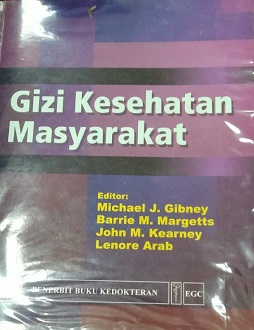 Gizi Kesehatan
Masyarakat
Editor:
Michael J. Gibney
Barrie M. Margetts
John M. Kearney
Lenore Arab
PENERBIT BUKU KEDOKTERAN
EGC